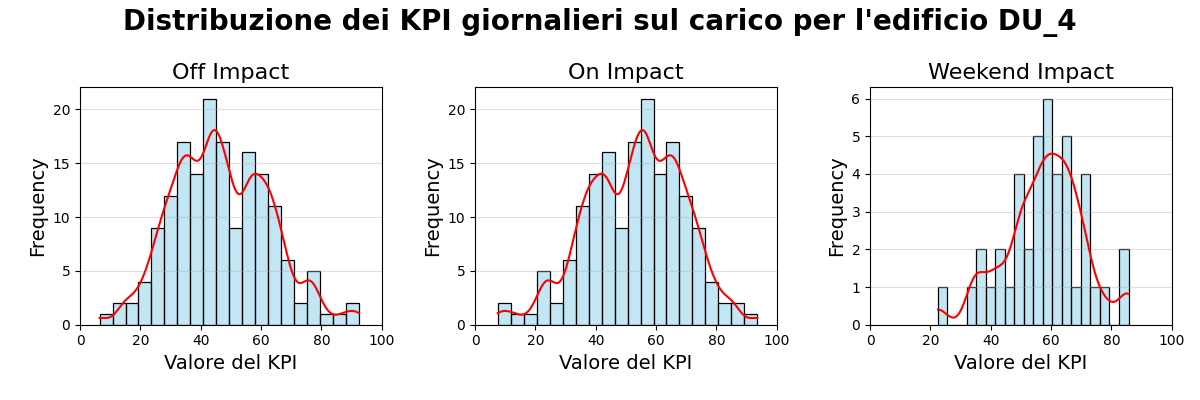 Distribuzione dei KPI giornalieri sul carico per l'edificio DU_4
Off Impact
Frequency
20
15
10
5
0
0 20 40 60 80 100
Valore del KPI
On Impact
Frequency
20
15
10
5
0
0 20 40 60 80 100
Valore del KPI
Weekend Impact
Frequency
6
5
4
3
2
1
0
0 20 40 60 80 100
Valore del KPI